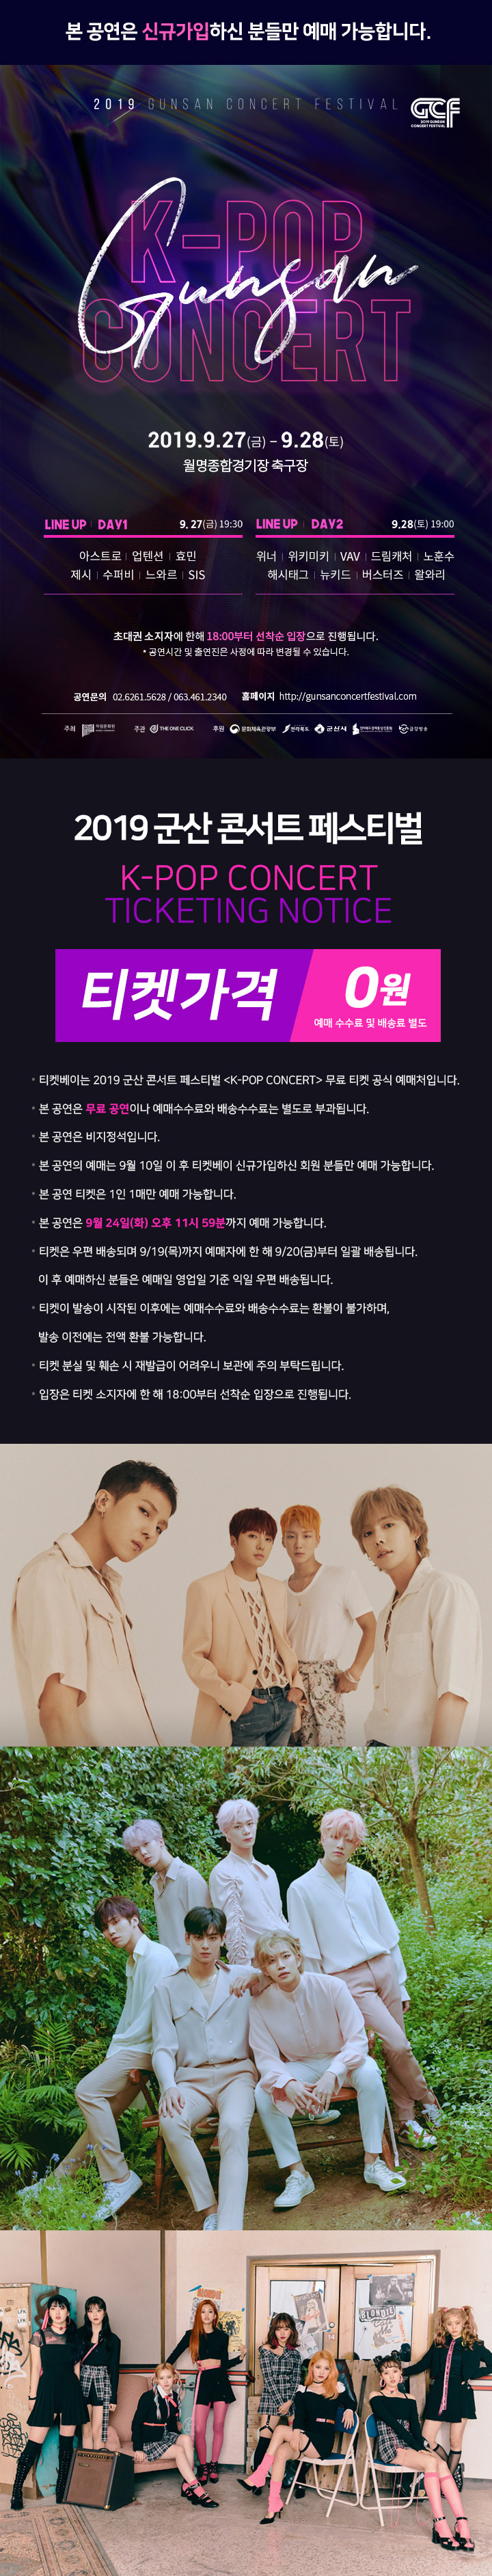 본 공연은 신규가입하신 분들만 예매 가능합니다.
2019 GUNSAN CONCERT FESTIVAL
GCF
2019 GUNSAN
CONCERT FESTIVAL
K-POP
Gunsan
CONCERT
2019.9.27(금) - 9.28(토)
월명종합경기장 축구장
LINE UP | DAY1 9. 27(금) 19:30
아스트로 | 업텐션 | 효민
제시 | 수퍼비 | 느와르 | SIS
LINE UP | DAY2 9.28(토) 19:00
위너 | 위키미키 | VAV | 드림캐처 | 노훈수
해시태그 | 뉴키드 | 버스터즈 | 왈와리
초대권 소지자에 한해 18:00부터 선착순 입장으로 진행됩니다.
* 공연시간 및 출연진은 사정에 따라 변경될 수 있습니다.
공연문의 02.6261.5628 / 063.461.2340 홈페이지 http://gunsanconcertfestival.com
주최 주관 THE ONE CLICK 후원 문화체육관광부 전라북도 군산시 금강방송
2019 군산 콘서트 페스티벌
K-POP CONCERT
TICKETING NOTICE
티켓가격 0원
예매 수수료 및 배송료 별도
• 티켓베이는 2019 군산 콘서트 페스티벌 <K-POP CONCERT> 무료 티켓 공식 예매처입니다.
• 본 공연은 무료 공연이나 예매수수료와 배송수수료는 별도로 부과됩니다.
• 본 공연은 비지정석입니다.
• 본 공연의 예매는 9월 10일 이 후 티켓베이 신규가입하신 회원 분들만 예매 가능합니다.
• 본 공연 티켓은 1인 1매만 예매 가능합니다.
• 본 공연은 9월 24일(화) 오후 11시 59분까지 예매 가능합니다.
• 티켓은 우편 배송되며 9/19(목)까지 예매자에 한 해 9/20(금)부터 일괄 배송됩니다.
이 후 예매하신 분들은 예매일 영업일 기준 익일 우편 배송됩니다.
• 티켓이 발송이 시작된 이후에는 예매수수료와 배송수수료는 환불이 불가하며,
발송 이전에는 전액 환불 가능합니다.
• 티켓 분실 및 훼손 시 재발급이 어려우니 보관에 주의 부탁드립니다.
• 입장은 티켓 소지자에 한 해 18:00부터 선착순 입장으로 진행됩니다.
BLONDIE